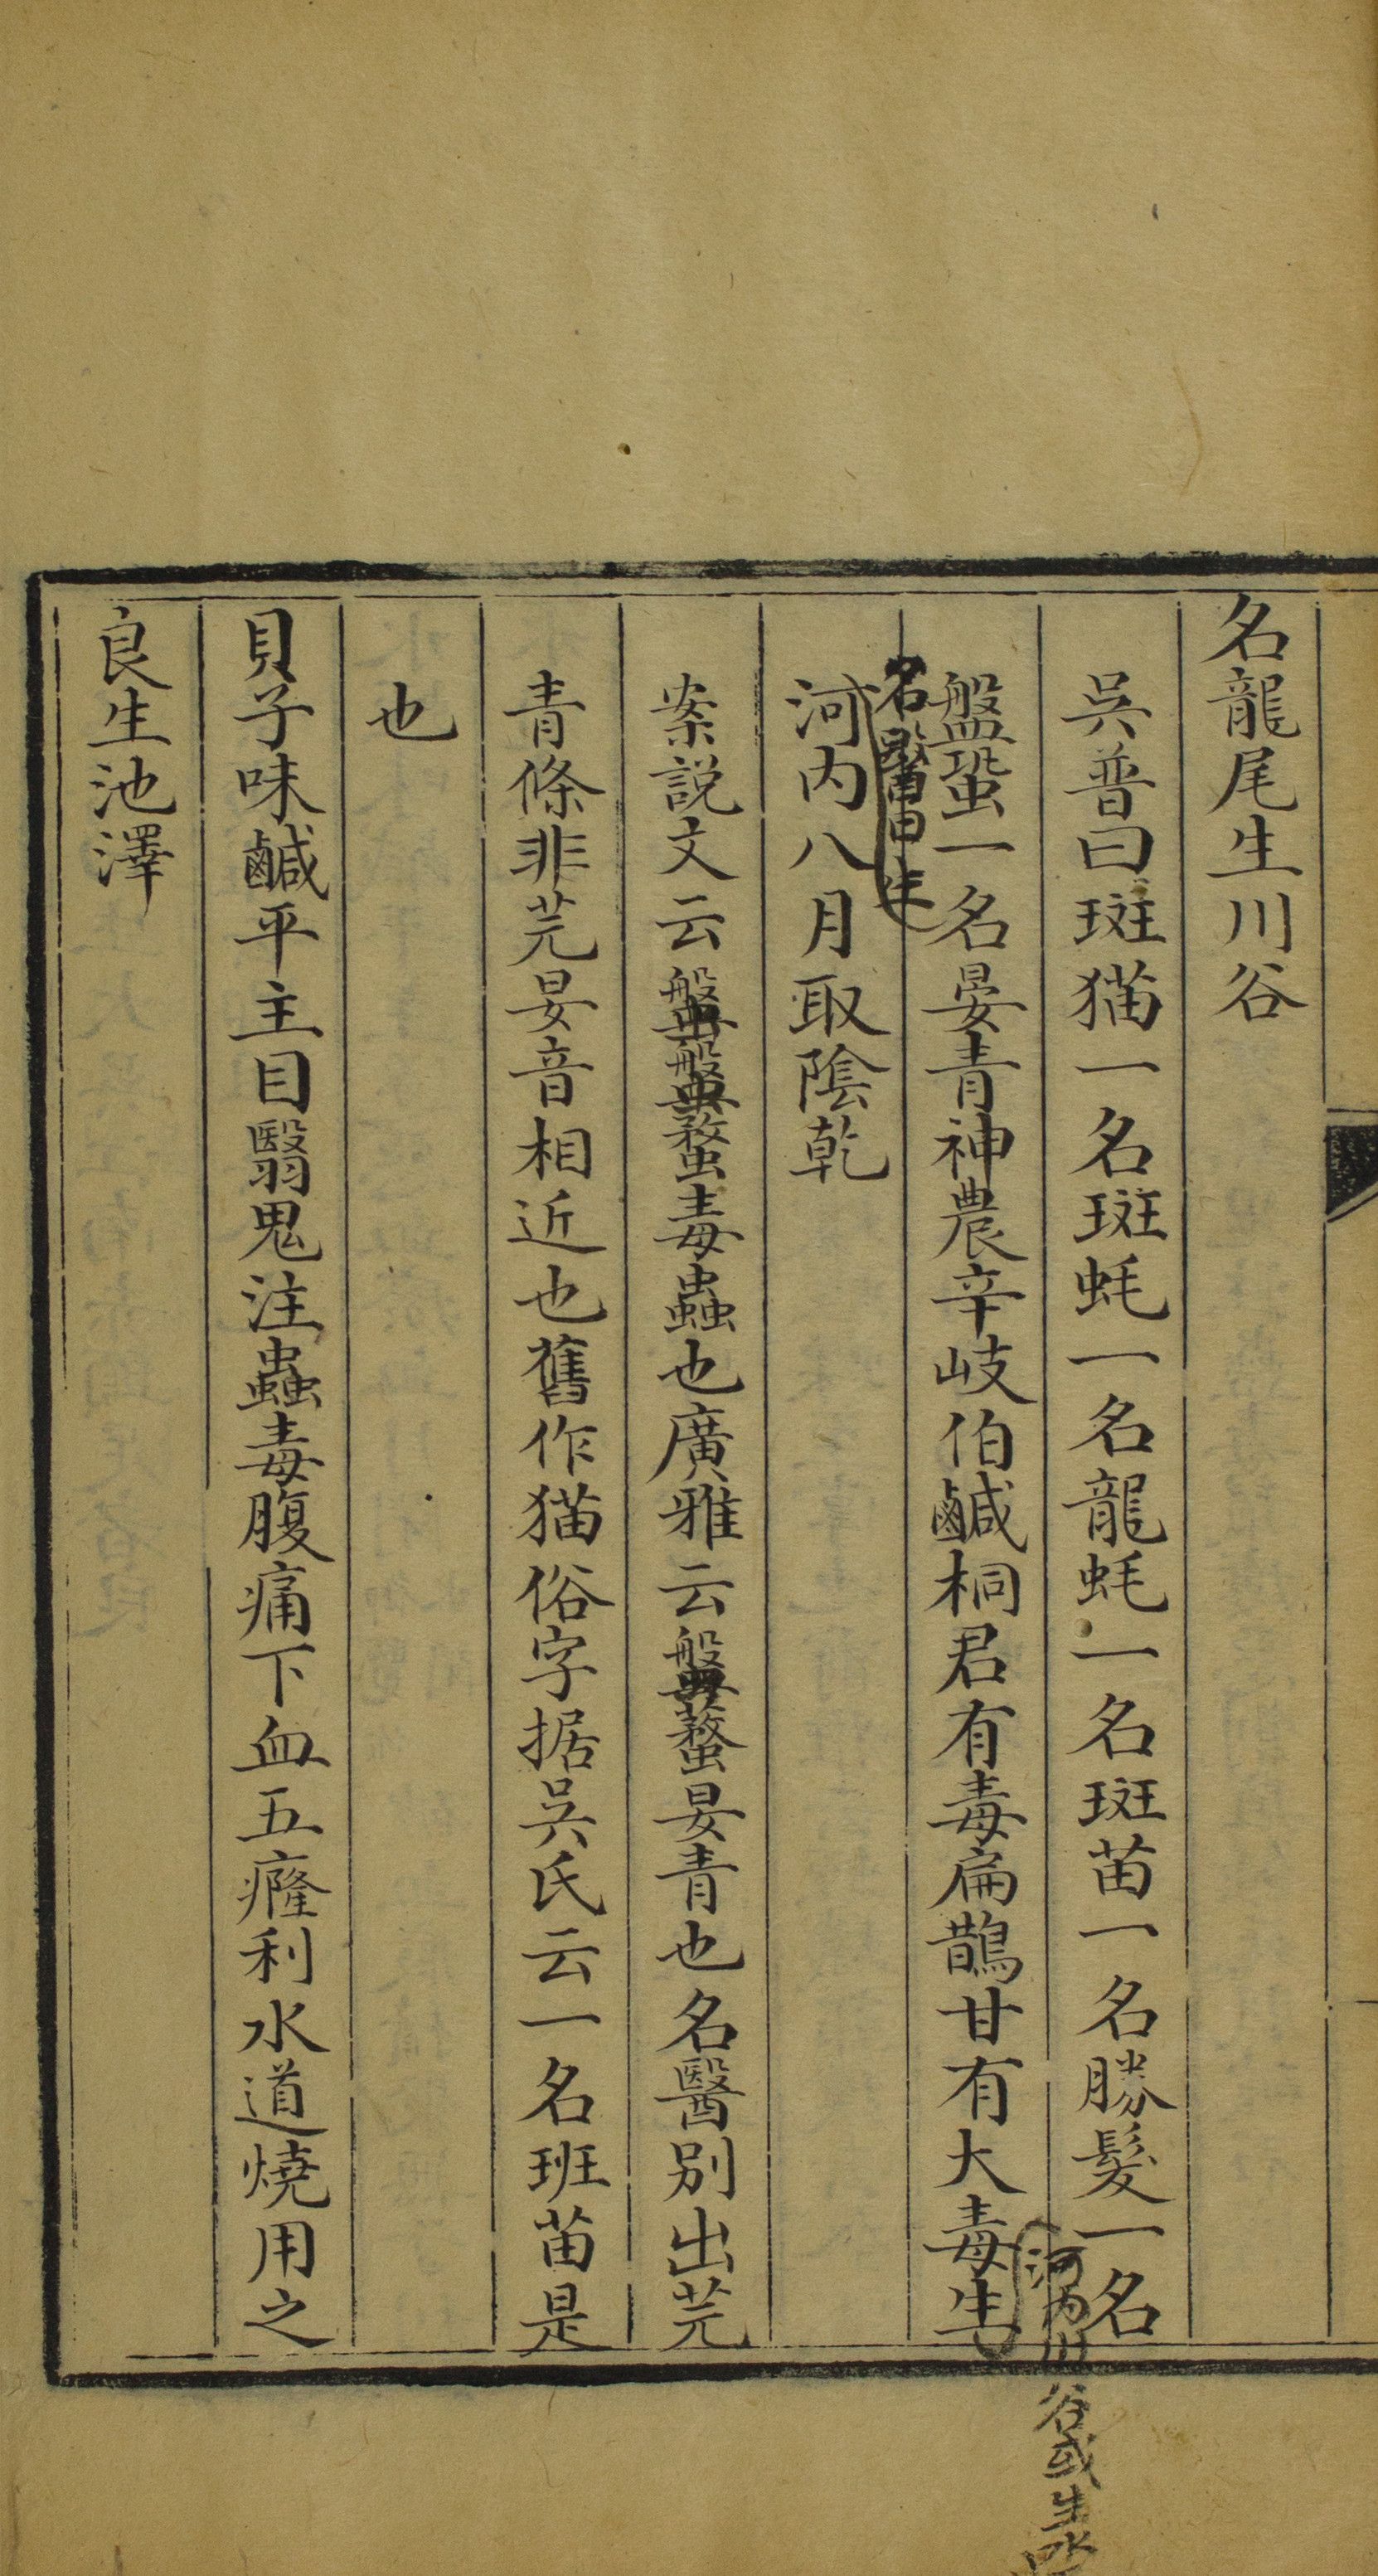 名龍尾生川谷
吳普曰斑猫一名斑蚝一名龍蚝一名斑苗一名勝髮一名
盤蛩一名晏青神農辛岐伯鹹桐君有毒扁鵲甘有大毒生
河內川谷或生水
名醫曰生
河內八月取陰乾
案說文云盤盤蝥毒蟲也廣雅云盤蝥晏青也名醫別出芫
青條非芫晏音相近也舊作猫俗字据吳氏云一名班苗是
也
貝子味鹹平主目翳鬼注蟲毒腹痛下血五癃利水道燒用之
良生池澤